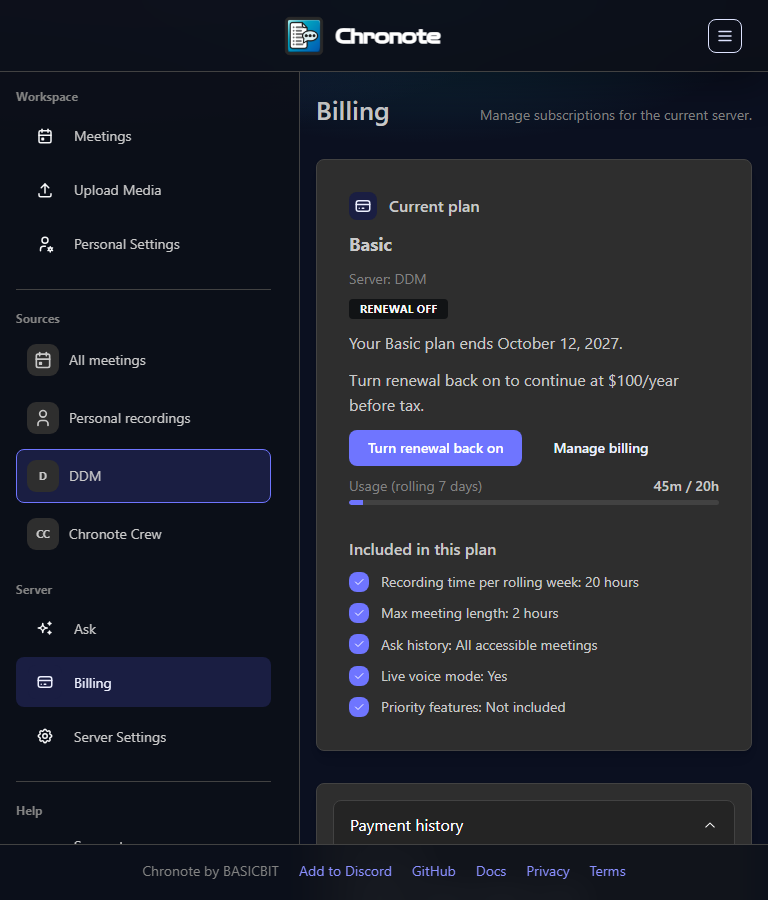 Chronote
Workspace
Meetings
Upload Media
Personal Settings
Sources
All meetings
Personal recordings
D DDM
CC Chronote Crew
Server
Ask
Billing
Server Settings
Help
Billing
Manage subscriptions for the current server.
Current plan
Basic
Server: DDM
RENEWAL OFF
Your Basic plan ends October 12, 2027.
Turn renewal back on to continue at $100/year
before tax.
Turn renewal back on Manage billing
Usage (rolling 7 days) 45m / 20h
Included in this plan
Recording time per rolling week: 20 hours
Max meeting length: 2 hours
Ask history: All accessible meetings
Live voice mode: Yes
Priority features: Not included
Payment history
Chronote by BASICBIT Add to Discord GitHub Docs Privacy Terms